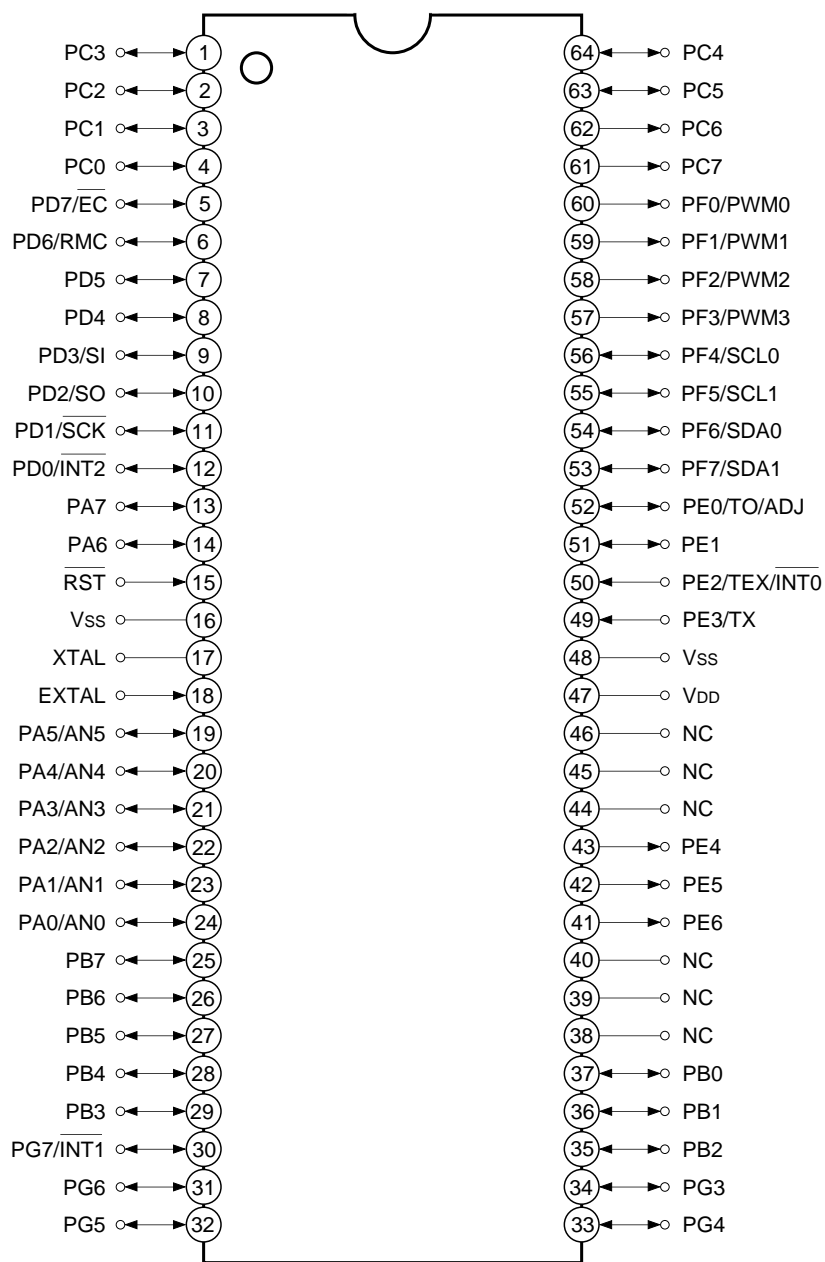 PC3 1 64 PC4
PC2 2 63 PC5
PC1 3 62 PC6
PC0 4 61 PC7
PD7/E̅C̅ 5 60 PF0/PWM0
PD6/RMC 6 59 PF1/PWM1
PD5 7 58 PF2/PWM2
PD4 8 57 PF3/PWM3
PD3/SI 9 56 PF4/SCL0
PD2/SO 10 55 PF5/SCL1
PD1/S̅C̅K̅ 11 54 PF6/SDA0
PD0/I̅N̅T̅2̅ 12 53 PF7/SDA1
PA7 13 52 PE0/TO/ADJ
PA6 14 51 PE1
R̅S̅T̅ 15 50 PE2/TEX/I̅N̅T̅0̅
Vss 16 49 PE3/TX
XTAL 17 48 Vss
EXTAL 18 47 VDD
PA5/AN5 19 46 NC
PA4/AN4 20 45 NC
PA3/AN3 21 44 NC
PA2/AN2 22 43 PE4
PA1/AN1 23 42 PE5
PA0/AN0 24 41 PE6
PB7 25 40 NC
PB6 26 39 NC
PB5 27 38 NC
PB4 28 37 PB0
PB3 29 36 PB1
PG7/I̅N̅T̅1̅ 30 35 PB2
PG6 31 34 PG3
PG5 32 33 PG4